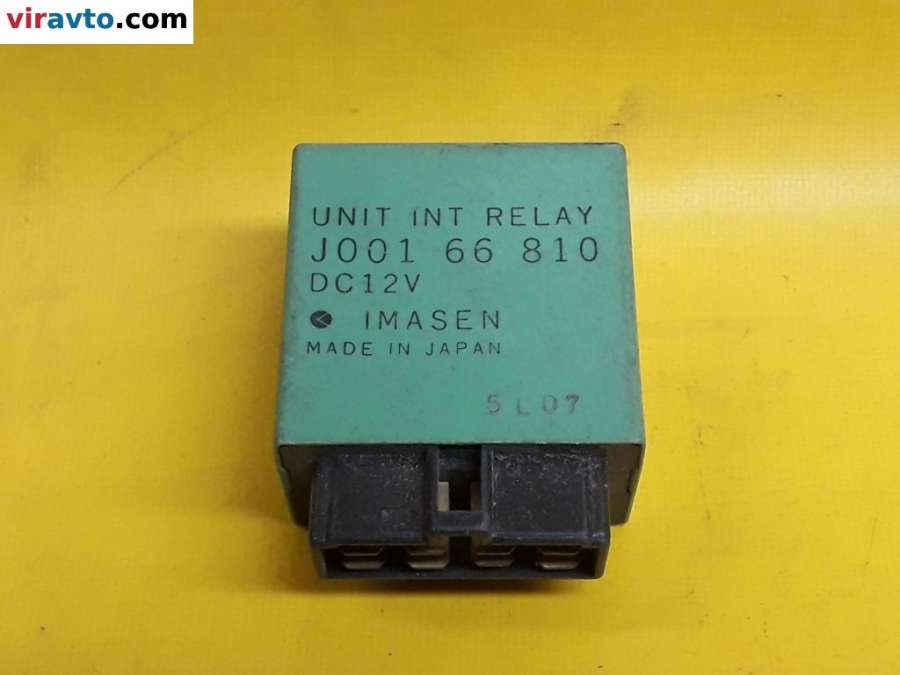 viravto.com
UNIT INT RELAY
J001 66 810
DC12V
IMASEN
MADE IN JAPAN
5L07